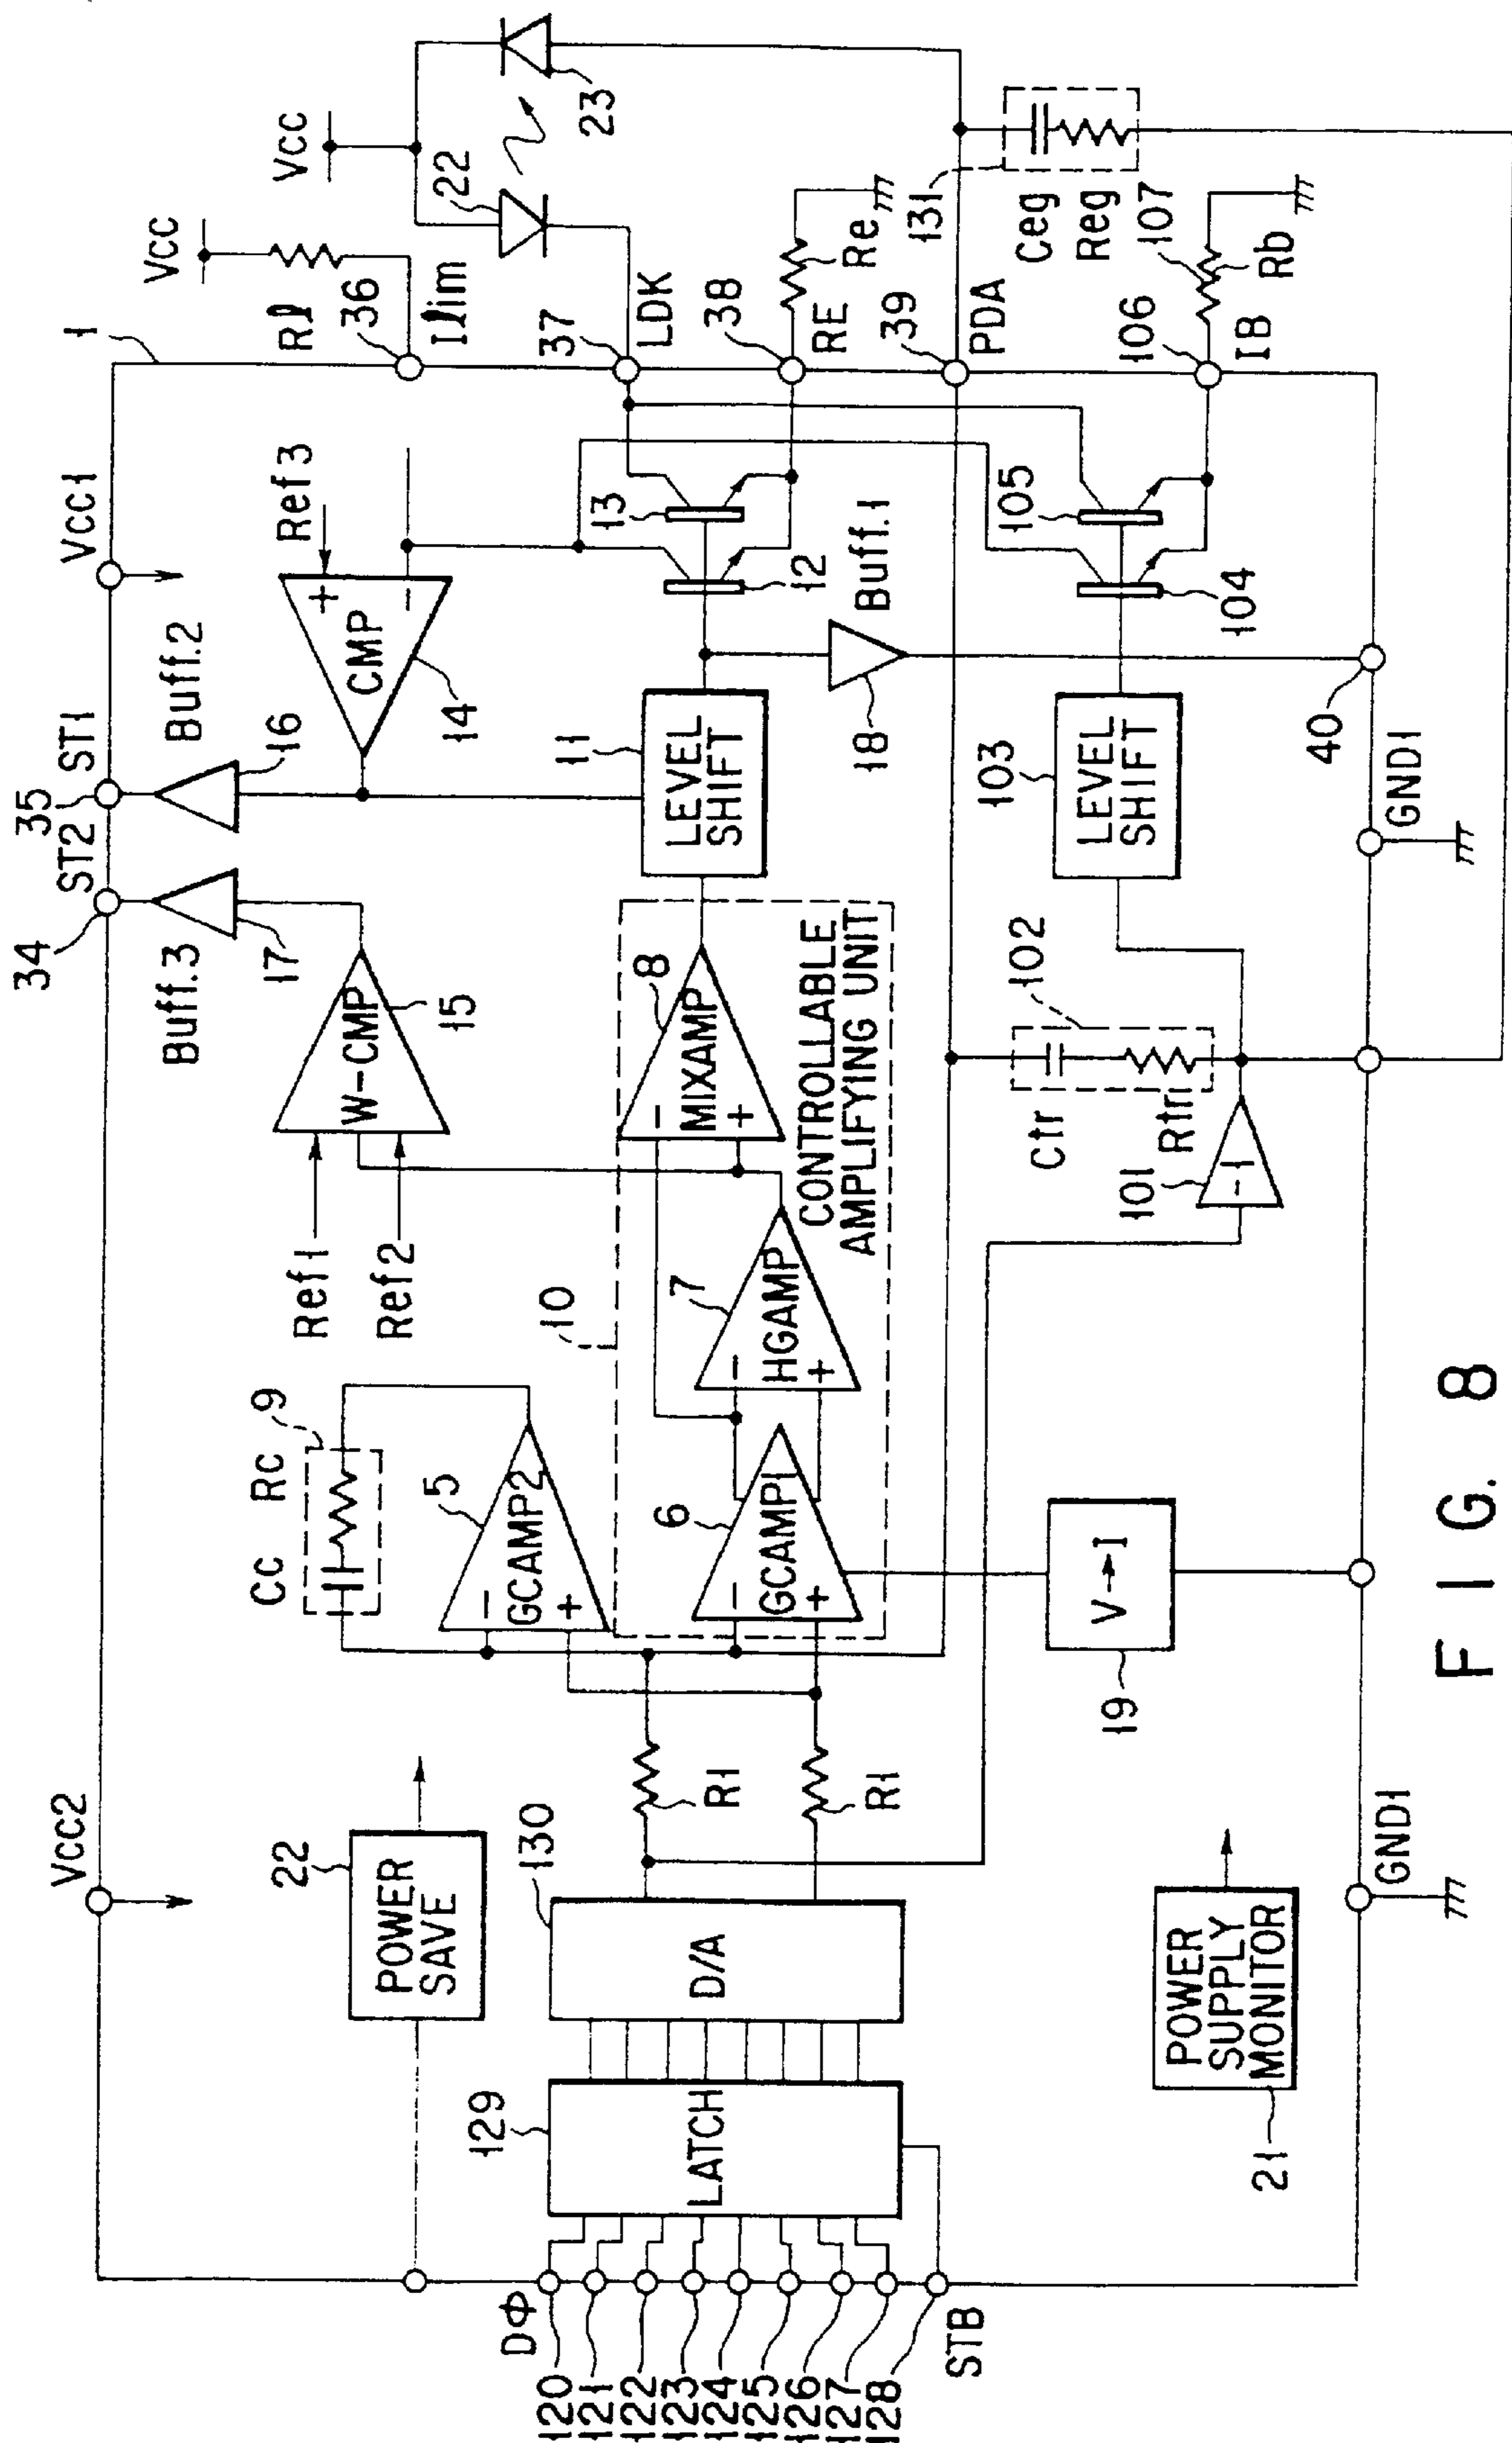 Vcc2
34
ST2
35
ST1
Vcc1
1
Vcc
Vcc
22
POWER
SAVE
Cc
Rc
9
Ref1
Ref2
W-CMP
15
Buff.3
17
16
Buff.2
CMP
14
+
−
Ref3
Rℓ
36
Iℓim
22
23
5
GCAMP2
−
+
10
8
MIXAMP
−
+
11
LEVEL
SHIFT
13
12
37
LDK
DΦ
120
121
122
123
124
125
126
127
128
STB
129
LATCH
130
D/A
R1
R1
6
GCAMP1
−
+
7
HGAMP
−
+
CONTROLLABLE
AMPLIFYING UNIT
18
Buff.1
38
RE
Re
39
PDA
131
Ceg
Reg
21
POWER
SUPPLY
MONITOR
19
V→I
101
−1
Ctr
Rtr
102
103
LEVEL
SHIFT
105
104
106
IB
107
Rb
GND1
GND1
40
FIG. 8